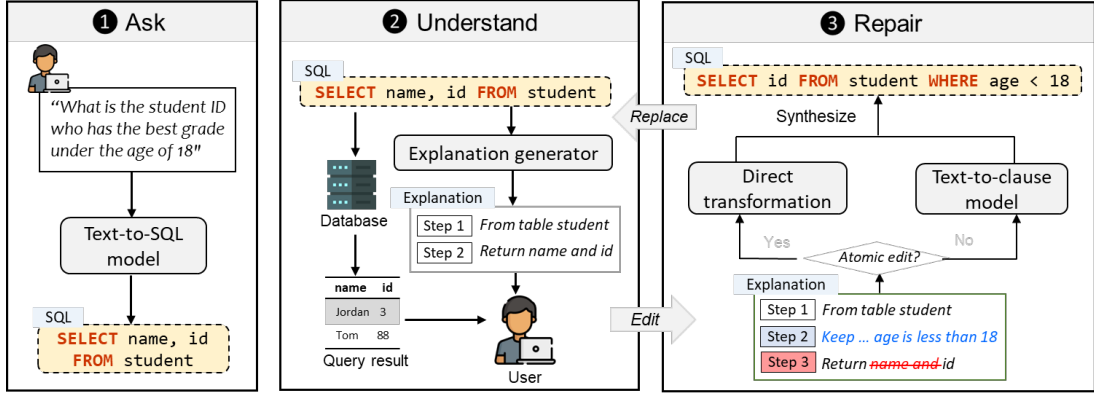 ❶ Ask
"What is the student ID
who has the best grade
under the age of 18"
Text-to-SQL
model
SQL
SELECT name, id
FROM student
❷ Understand
SQL
SELECT name, id FROM student
Explanation generator
Database
Explanation
Step 1 From table student
Step 2 Return name and id
name id
Jordan 3
Tom 88
Query result
User
Replace
Edit
❸ Repair
SQL
SELECT id FROM student WHERE age < 18
Synthesize
Direct
transformation
Text-to-clause
model
Yes
No
Atomic edit?
Explanation
Step 1 From table student
Step 2 Keep ... age is less than 18
Step 3 Return name and id